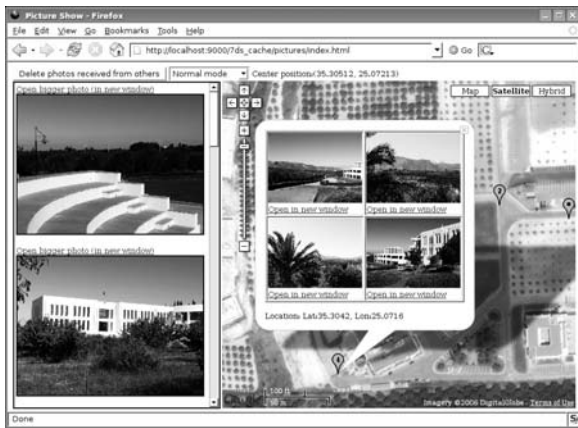 Picture Show - Firefox
File Edit View Go Bookmarks Tools Help
http://localhost:9000/7ds_cache/pictures/index.html
Go
Delete photos received from others
Normal mode
Center position:(35.30512, 25.07213)
Open bigger photo (in new window)
Open bigger photo (in new window)
Map
Satellite
Hybrid
Open in new window
Open in new window
Open in new window
Open in new window
Location: Lat:35.3042, Lon:25.0716
100 ft
50 m
Imagery ©2006 DigitalGlobe - Terms of Use
Done